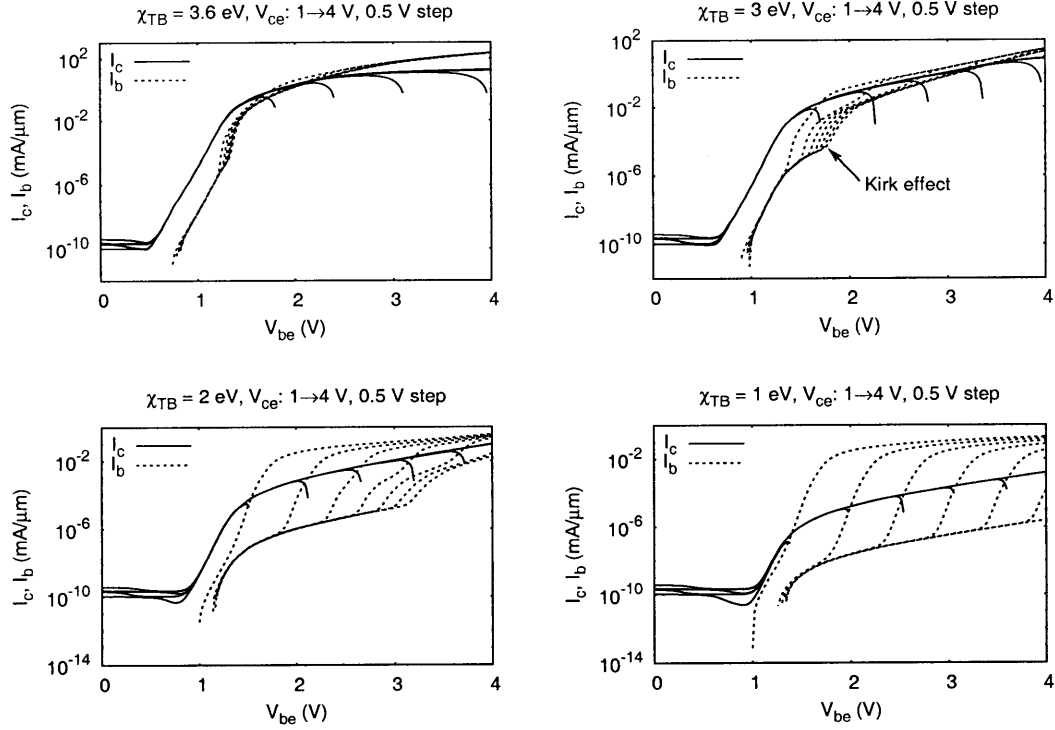 χTB = 3.6 eV, Vce: 1→4 V, 0.5 V step
Ic
Ib
Ic, Ib (mA/μm)
10^2
10^-2
10^-6
10^-10
0 1 2 3 4
Vbe (V)
χTB = 3 eV, Vce: 1→4 V, 0.5 V step
Ic
Ib
Kirk effect
Ic, Ib (mA/μm)
10^2
10^-2
10^-6
10^-10
0 1 2 3 4
Vbe (V)
χTB = 2 eV, Vce: 1→4 V, 0.5 V step
Ic
Ib
Ic, Ib (mA/μm)
10^-2
10^-6
10^-10
10^-14
0 1 2 3 4
Vbe (V)
χTB = 1 eV, Vce: 1→4 V, 0.5 V step
Ic
Ib
Ic, Ib (mA/μm)
10^-2
10^-6
10^-10
10^-14
0 1 2 3 4
Vbe (V)